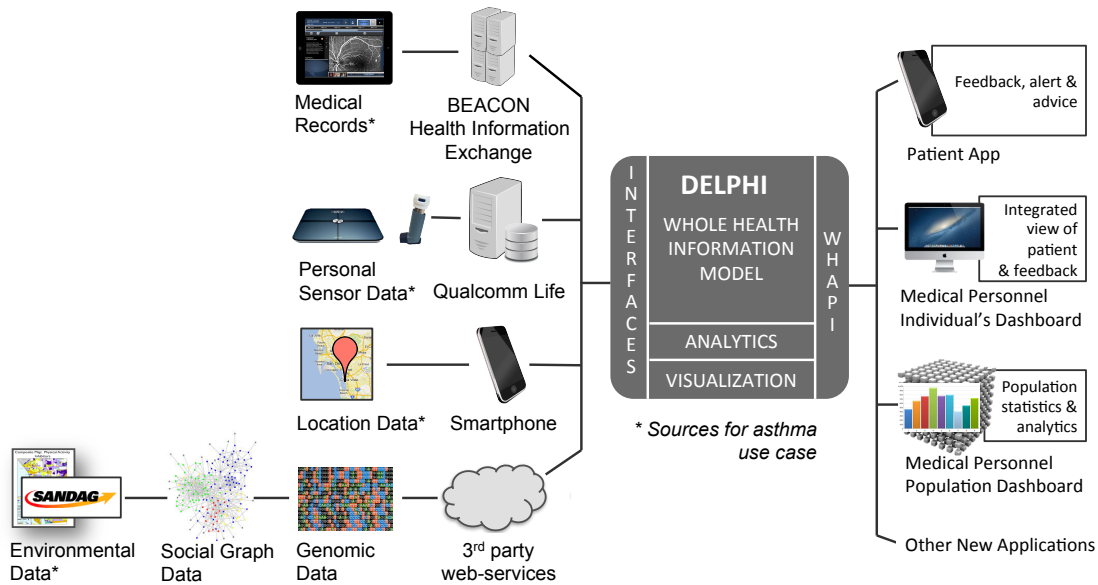 Medical
Records*
BEACON
Health Information
Exchange
Personal
Sensor Data*
Qualcomm Life
Location Data*
Smartphone
SANDAG
Environmental
Data*
Social Graph
Data
Genomic
Data
3rd party
web-services
INTERFACES
DELPHI
WHOLE HEALTH
INFORMATION
MODEL
ANALYTICS
VISUALIZATION
WHAPI
* Sources for asthma
use case
Feedback, alert &
advice
Patient App
Integrated
view of
patient
& feedback
Medical Personnel
Individual’s Dashboard
Population
statistics &
analytics
Medical Personnel
Population Dashboard
Other New Applications